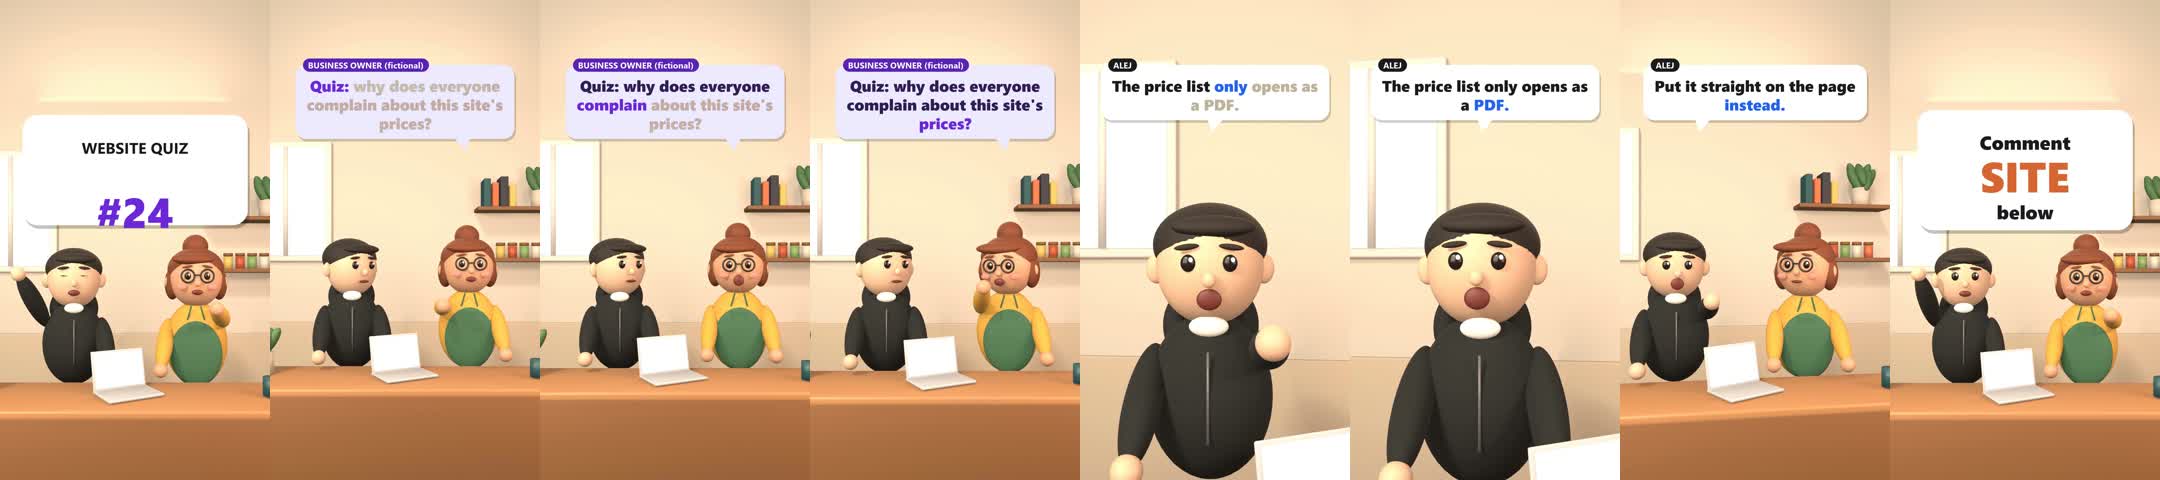 WEBSITE QUIZ
#24
BUSINESS OWNER (fictional)
Quiz: why does everyone
complain about this site's
prices?
BUSINESS OWNER (fictional)
Quiz: why does everyone
complain about this site's
prices?
BUSINESS OWNER (fictional)
Quiz: why does everyone
complain about this site's
prices?
ALEJ
The price list only opens as
a PDF.
ALEJ
The price list only opens as
a PDF.
ALEJ
Put it straight on the page
instead.
Comment
SITE
below